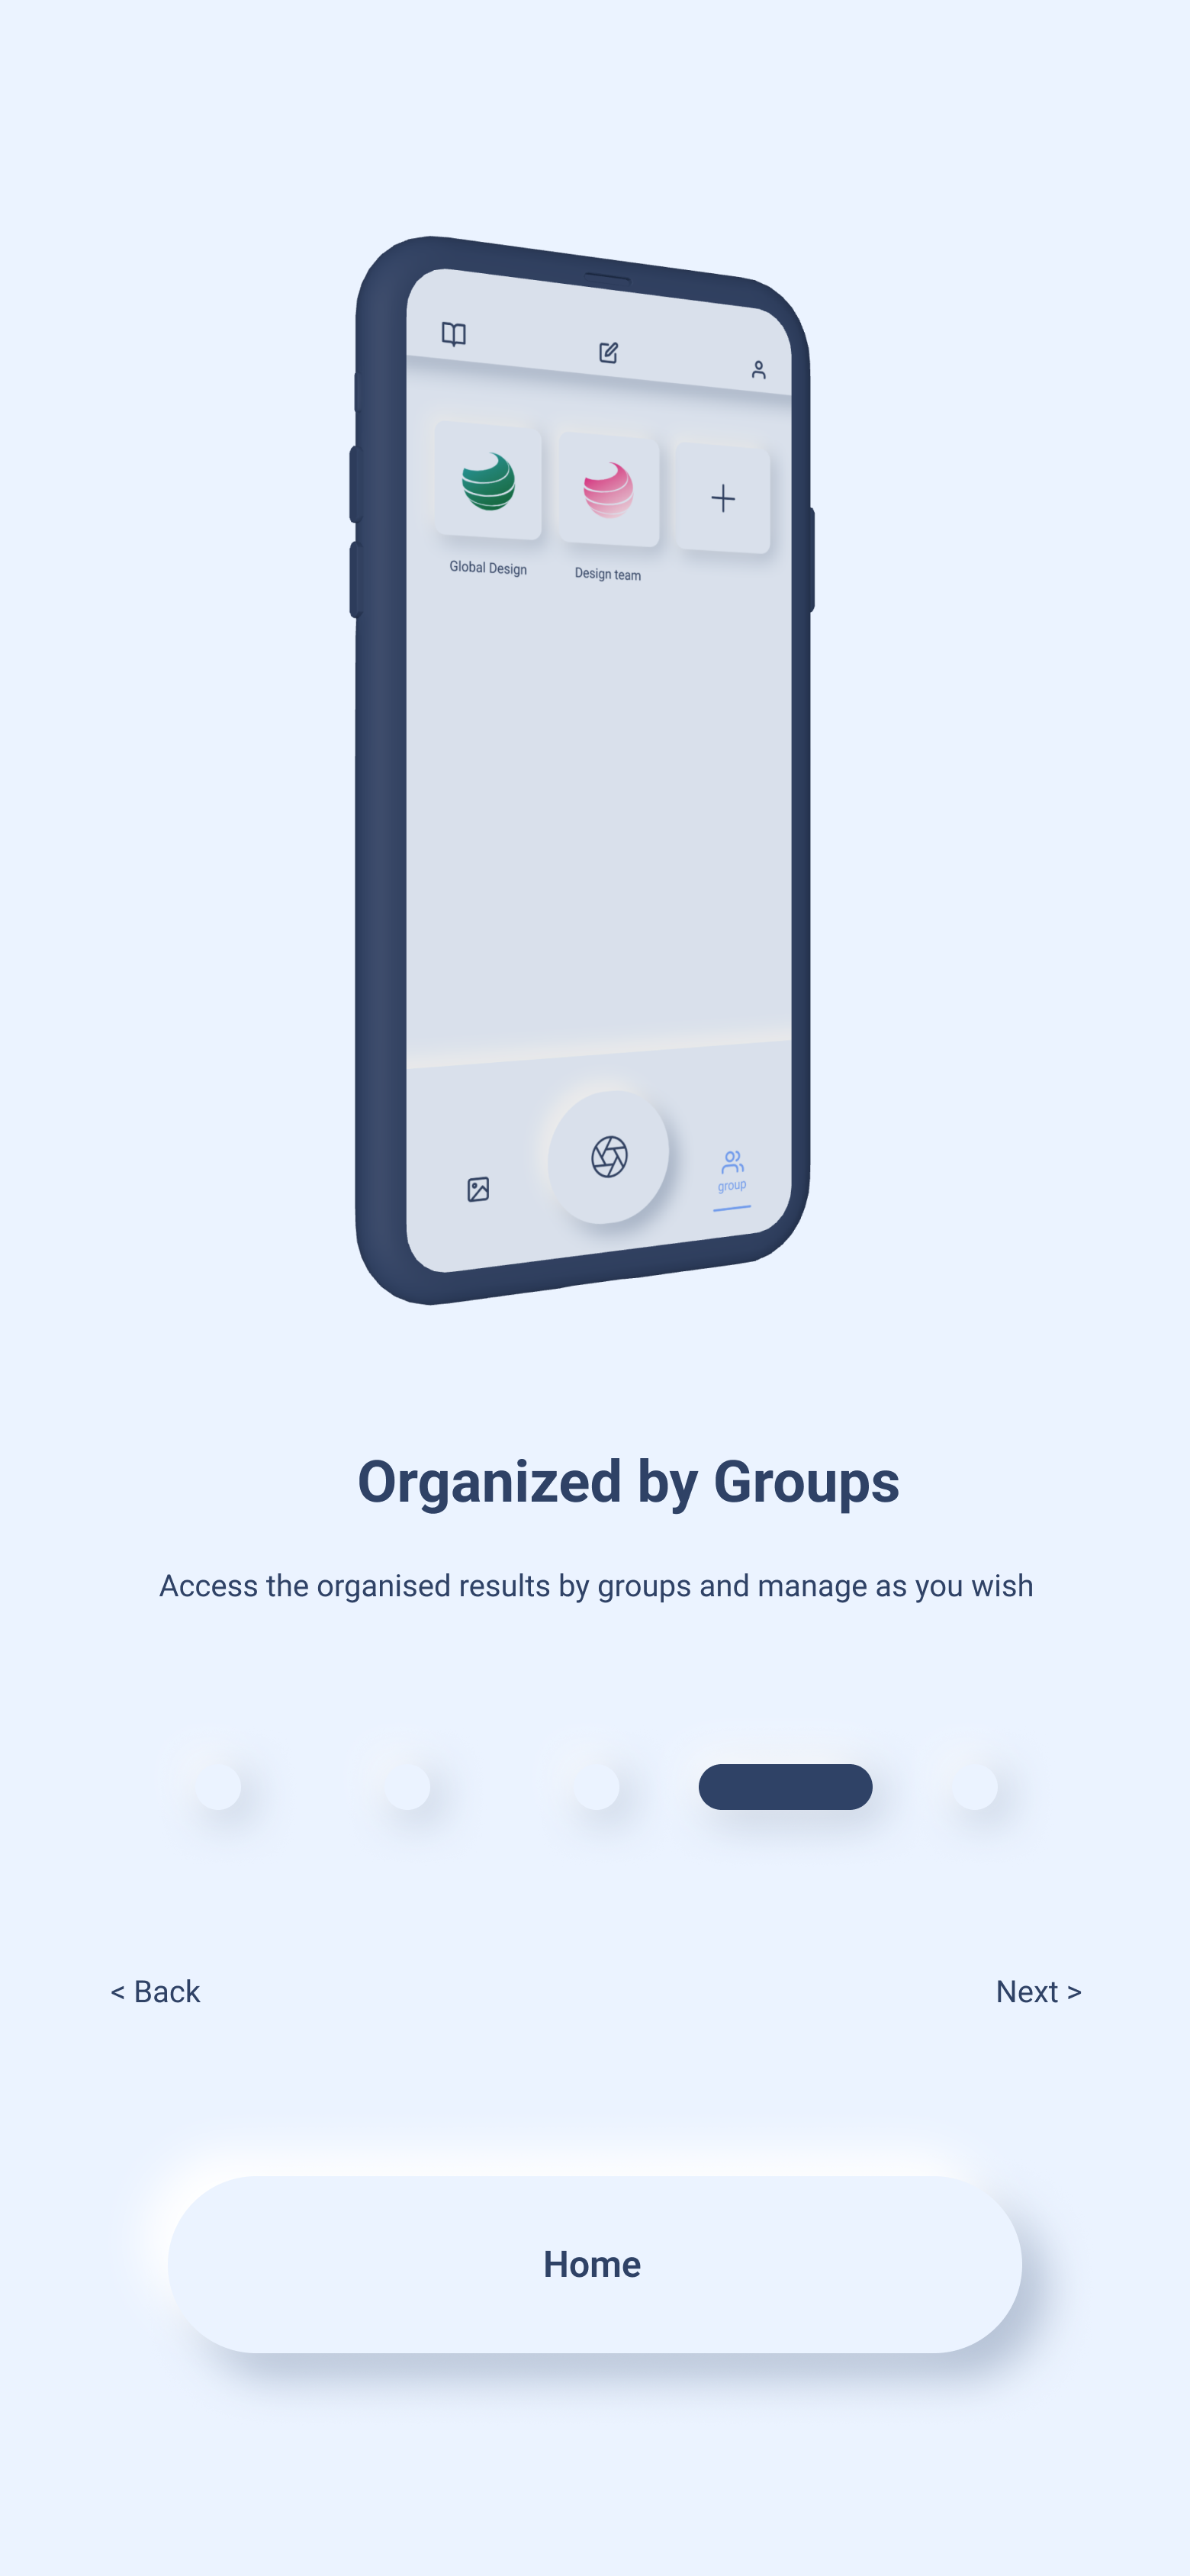 Global Design
Design team
group
Organized by Groups
Access the organised results by groups and manage as you wish
< Back
Next >
Home